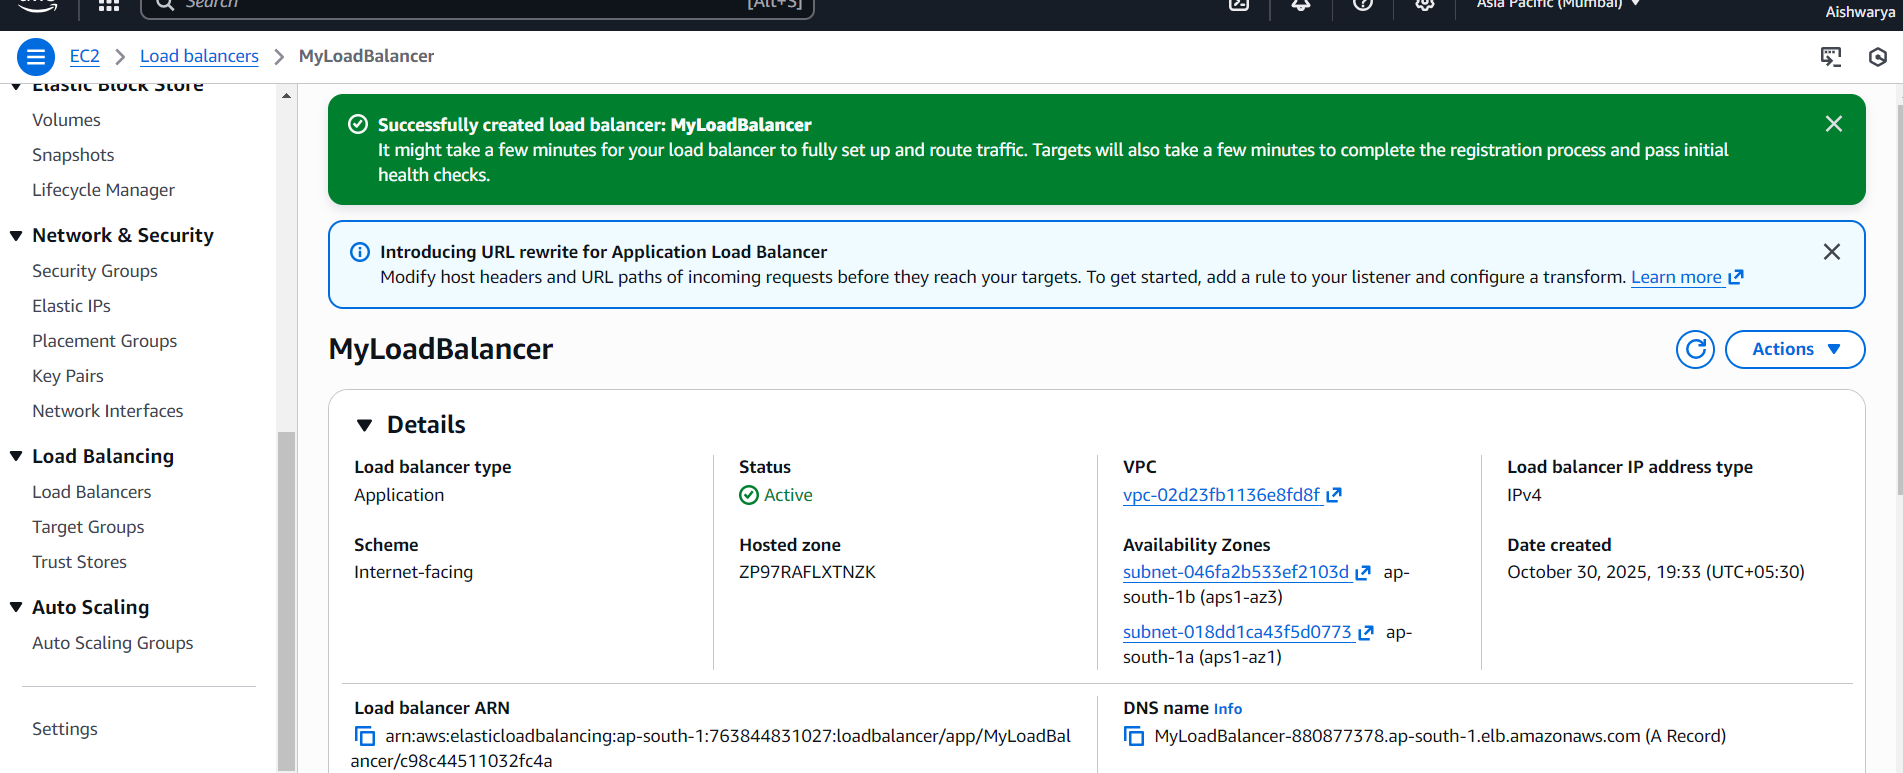 Search
[Alt+S]
Asia Pacific (Mumbai)
Aishwarya
EC2 > Load balancers > MyLoadBalancer
Elastic Block Store
Volumes
Snapshots
Lifecycle Manager
Network & Security
Security Groups
Elastic IPs
Placement Groups
Key Pairs
Network Interfaces
Load Balancing
Load Balancers
Target Groups
Trust Stores
Auto Scaling
Auto Scaling Groups
Settings
Successfully created load balancer: MyLoadBalancer
It might take a few minutes for your load balancer to fully set up and route traffic. Targets will also take a few minutes to complete the registration process and pass initial
health checks.
Introducing URL rewrite for Application Load Balancer
Modify host headers and URL paths of incoming requests before they reach your targets. To get started, add a rule to your listener and configure a transform. Learn more
MyLoadBalancer
Actions
Details
Load balancer type
Application
Status
Active
VPC
vpc-02d23fb1136e8fd8f
Load balancer IP address type
IPv4
Scheme
Internet-facing
Hosted zone
ZP97RAFLXTNZK
Availability Zones
subnet-046fa2b533ef2103d ap-
south-1b (aps1-az3)
subnet-018dd1ca43f5d0773 ap-
south-1a (aps1-az1)
Date created
October 30, 2025, 19:33 (UTC+05:30)
Load balancer ARN
arn:aws:elasticloadbalancing:ap-south-1:763844831027:loadbalancer/app/MyLoadBal
ancer/c98c44511032fc4a
DNS name Info
MyLoadBalancer-880877378.ap-south-1.elb.amazonaws.com (A Record)